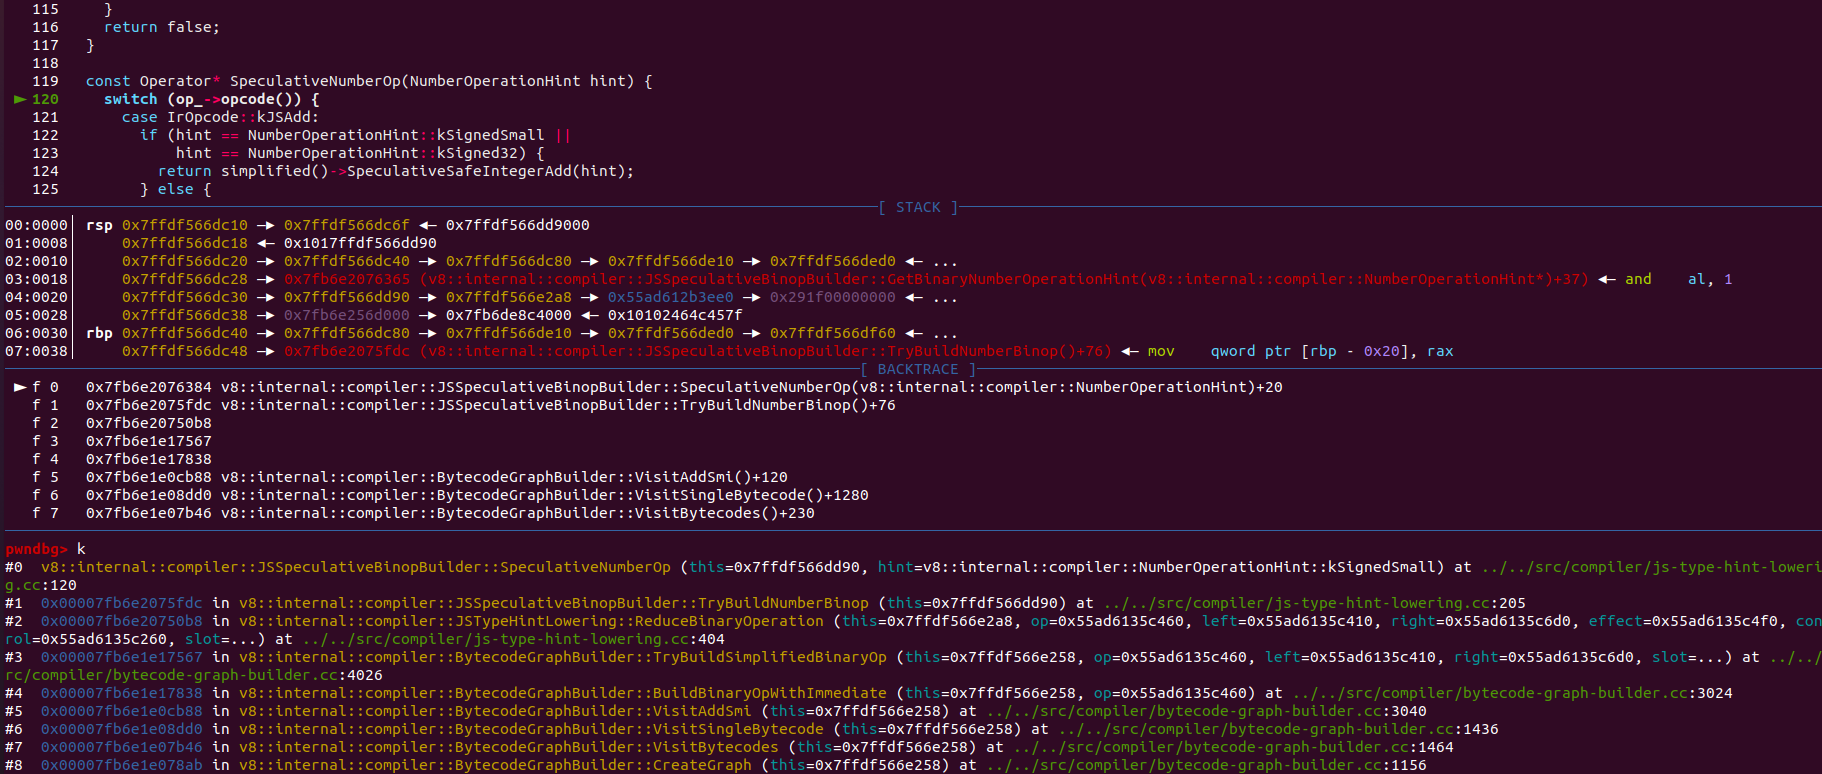 115     }
116     return false;
117   }
118
119   const Operator* SpeculativeNumberOp(NumberOperationHint hint) {
► 120     switch (op_->opcode()) {
121       case IrOpcode::kJSAdd:
122         if (hint == NumberOperationHint::kSignedSmall ||
123             hint == NumberOperationHint::kSigned32) {
124           return simplified()->SpeculativeSafeIntegerAdd(hint);
125         } else {
[ STACK ]
00:0000│ rsp 0x7ffdf566dc10 —► 0x7ffdf566dc6f ◄— 0x7ffdf566dd9000
01:0008│     0x7ffdf566dc18 ◄— 0x1017ffdf566dd90
02:0010│     0x7ffdf566dc20 —► 0x7ffdf566dc40 —► 0x7ffdf566dc80 —► 0x7ffdf566de10 —► 0x7ffdf566ded0 ◄— ...
03:0018│     0x7ffdf566dc28 —► 0x7fb6e2076365 (v8::internal::compiler::JSSpeculativeBinopBuilder::GetBinaryNumberOperationHint(v8::internal::compiler::NumberOperationHint*)+37) ◄— and    al, 1
04:0020│     0x7ffdf566dc30 —► 0x7ffdf566dd90 —► 0x7ffdf566e2a8 —► 0x55ad612b3ee0 —► 0x291f00000000 ◄— ...
05:0028│     0x7ffdf566dc38 —► 0x7fb6e256d000 —► 0x7fb6de8c4000 ◄— 0x10102464c457f
06:0030│ rbp 0x7ffdf566dc40 —► 0x7ffdf566dc80 —► 0x7ffdf566de10 —► 0x7ffdf566ded0 —► 0x7ffdf566df60 ◄— ...
07:0038│     0x7ffdf566dc48 —► 0x7fb6e2075fdc (v8::internal::compiler::JSSpeculativeBinopBuilder::TryBuildNumberBinop()+76) ◄— mov    qword ptr [rbp - 0x20], rax
[ BACKTRACE ]
► f 0   0x7fb6e2076384 v8::internal::compiler::JSSpeculativeBinopBuilder::SpeculativeNumberOp(v8::internal::compiler::NumberOperationHint)+20
f 1   0x7fb6e2075fdc v8::internal::compiler::JSSpeculativeBinopBuilder::TryBuildNumberBinop()+76
f 2   0x7fb6e20750b8
f 3   0x7fb6e1e17567
f 4   0x7fb6e1e17838
f 5   0x7fb6e1e0cb88 v8::internal::compiler::BytecodeGraphBuilder::VisitAddSmi()+120
f 6   0x7fb6e1e08dd0 v8::internal::compiler::BytecodeGraphBuilder::VisitSingleBytecode()+1280
f 7   0x7fb6e1e07b46 v8::internal::compiler::BytecodeGraphBuilder::VisitBytecodes()+230
pwndbg> k
#0  v8::internal::compiler::JSSpeculativeBinopBuilder::SpeculativeNumberOp (this=0x7ffdf566dd90, hint=v8::internal::compiler::NumberOperationHint::kSignedSmall) at ../../src/compiler/js-type-hint-lowerin
g.cc:120
#1  0x00007fb6e2075fdc in v8::internal::compiler::JSSpeculativeBinopBuilder::TryBuildNumberBinop (this=0x7ffdf566dd90) at ../../src/compiler/js-type-hint-lowering.cc:205
#2  0x00007fb6e20750b8 in v8::internal::compiler::JSTypeHintLowering::ReduceBinaryOperation (this=0x7ffdf566e2a8, op=0x55ad6135c460, left=0x55ad6135c410, right=0x55ad6135c6d0, effect=0x55ad6135c4f0, cont
rol=0x55ad6135c260, slot=...) at ../../src/compiler/js-type-hint-lowering.cc:404
#3  0x00007fb6e1e17567 in v8::internal::compiler::BytecodeGraphBuilder::TryBuildSimplifiedBinaryOp (this=0x7ffdf566e258, op=0x55ad6135c460, left=0x55ad6135c410, right=0x55ad6135c6d0, slot=...) at ../../s
rc/compiler/bytecode-graph-builder.cc:4026
#4  0x00007fb6e1e17838 in v8::internal::compiler::BytecodeGraphBuilder::BuildBinaryOpWithImmediate (this=0x7ffdf566e258, op=0x55ad6135c460) at ../../src/compiler/bytecode-graph-builder.cc:3024
#5  0x00007fb6e1e0cb88 in v8::internal::compiler::BytecodeGraphBuilder::VisitAddSmi (this=0x7ffdf566e258) at ../../src/compiler/bytecode-graph-builder.cc:3040
#6  0x00007fb6e1e08dd0 in v8::internal::compiler::BytecodeGraphBuilder::VisitSingleBytecode (this=0x7ffdf566e258) at ../../src/compiler/bytecode-graph-builder.cc:1436
#7  0x00007fb6e1e07b46 in v8::internal::compiler::BytecodeGraphBuilder::VisitBytecodes (this=0x7ffdf566e258) at ../../src/compiler/bytecode-graph-builder.cc:1464
#8  0x00007fb6e1e078ab in v8::internal::compiler::BytecodeGraphBuilder::CreateGraph (this=0x7ffdf566e258) at ../../src/compiler/bytecode-graph-builder.cc:1156